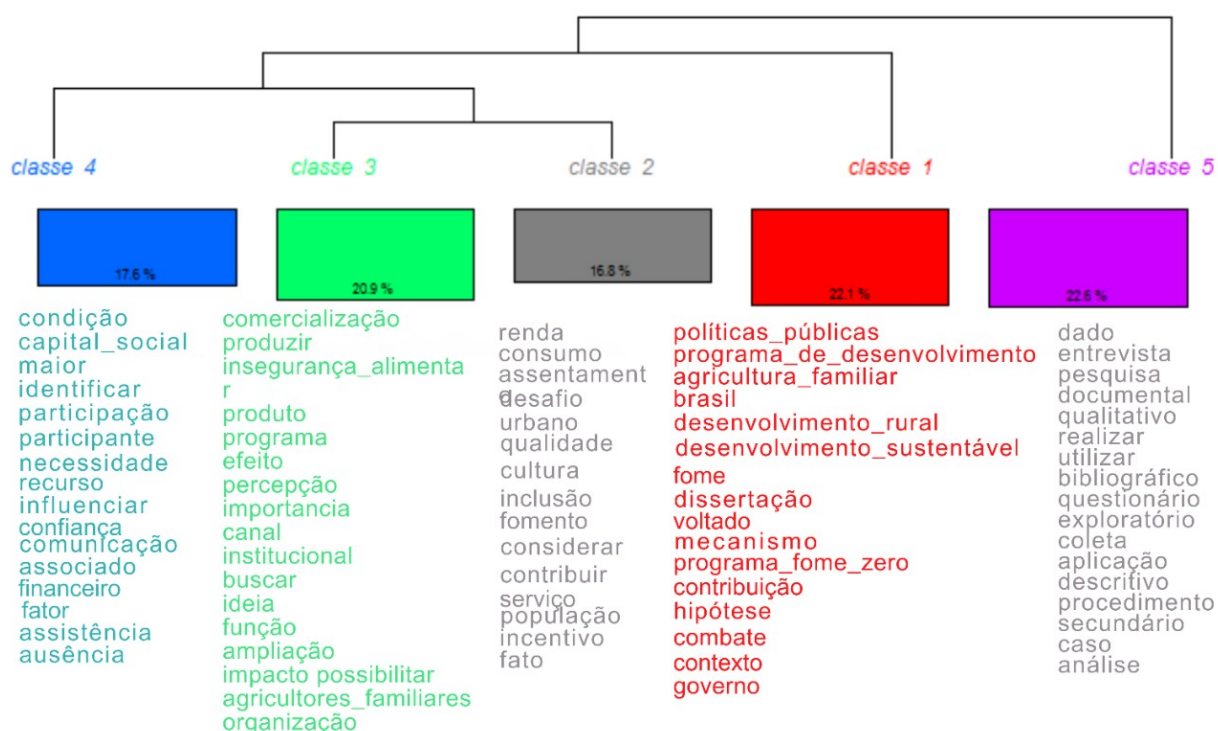 classe 4
classe 3
classe 2
classe 1
classe 5
17.6 %
20.9 %
16.8 %
22.1 %
22.6 %
condição
capital_social
maior
identificar
participação
participante
necessidade
recurso
influenciar
confiança
comunicação
associado
financeiro
fator
assistência
ausência
comercialização
produzir
insegurança_alimenta
r
produto
programa
efeito
percepção
importancia
canal
institucional
buscar
ideia
função
ampliação
impacto possibilitar
agricultores_familiares
organização
renda
consumo
assentament
o
desafio
urbano
qualidade
cultura
inclusão
fomento
considerar
contribuir
serviço
população
incentivo
fato
políticas_públicas
programa_de_desenvolvimento
agricultura_familiar
brasil
desenvolvimento_rural
desenvolvimento_sustentável
fome
dissertação
voltado
mecanismo
programa_fome_zero
contribuição
hipótese
combate
contexto
governo
dado
entrevista
pesquisa
documental
qualitativo
realizar
utilizar
bibliográfico
questionário
exploratório
coleta
aplicação
descritivo
procedimento
secundário
caso
análise